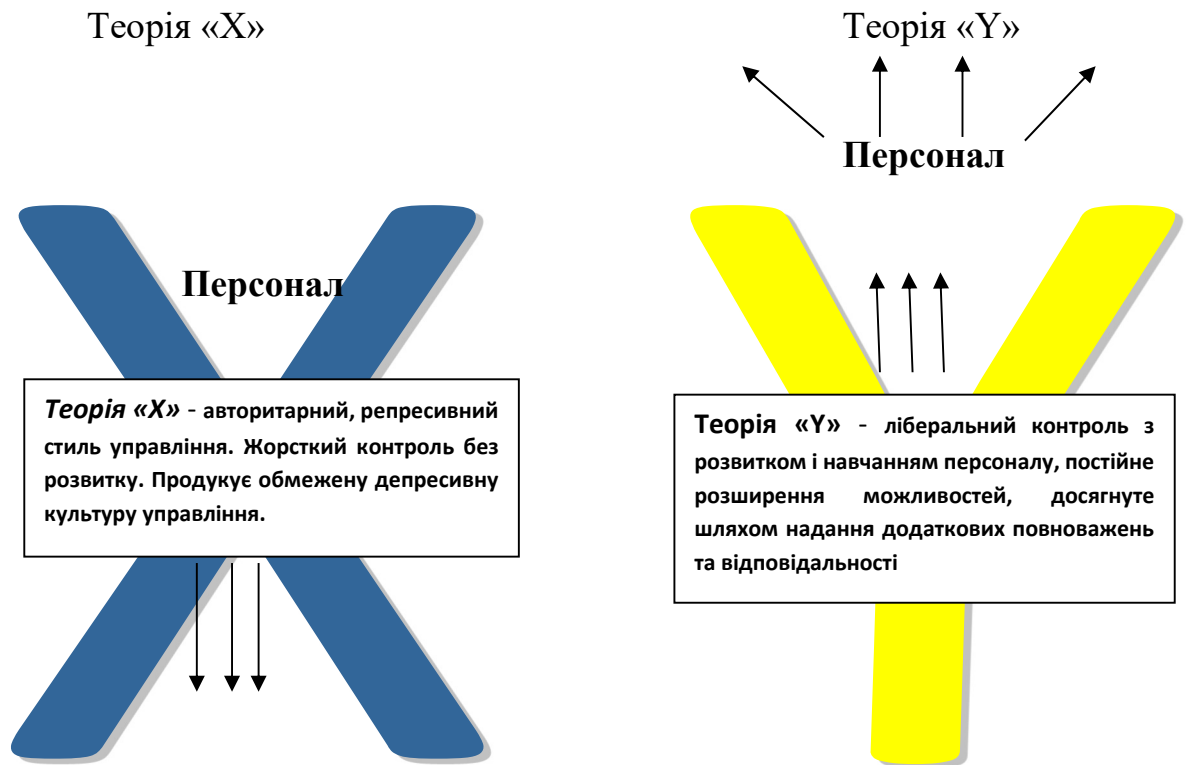 Теорія «X»
Персонал
Теорія «Х» - авторитарний, репресивний
стиль управління. Жорсткий контроль без
розвитку. Продукує обмежену депресивну
культуру управління.
Теорія «Y»
Персонал
Теорія «Y» - ліберальний контроль з
розвитком і навчанням персоналу, постійне
розширення можливостей, досягнуте
шляхом надання додаткових повноважень
та відповідальності